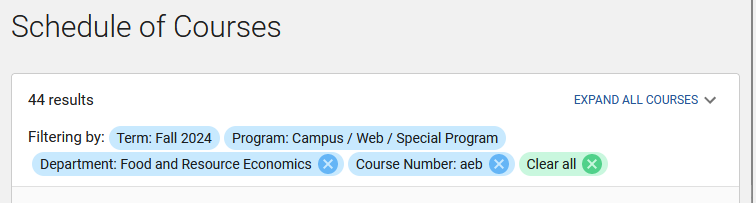 Schedule of Courses
44 results
EXPAND ALL COURSES
Filtering by: Term: Fall 2024 Program: Campus / Web / Special Program
Department: Food and Resource Economics Course Number: aeb Clear all